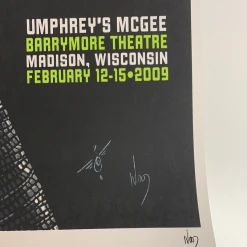 UMPHREY'S MCGEE
BARRYMORE THEATRE
MADISON, WISCONSIN
FEBRUARY 12-15•2009